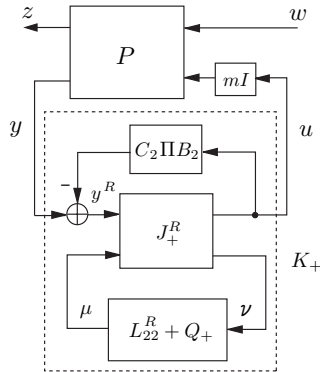 z
w
P
mI
y
u
C₂ΠB₂
−
y^R
J₊^R
K₊
μ
ν
L₂₂^R + Q₊